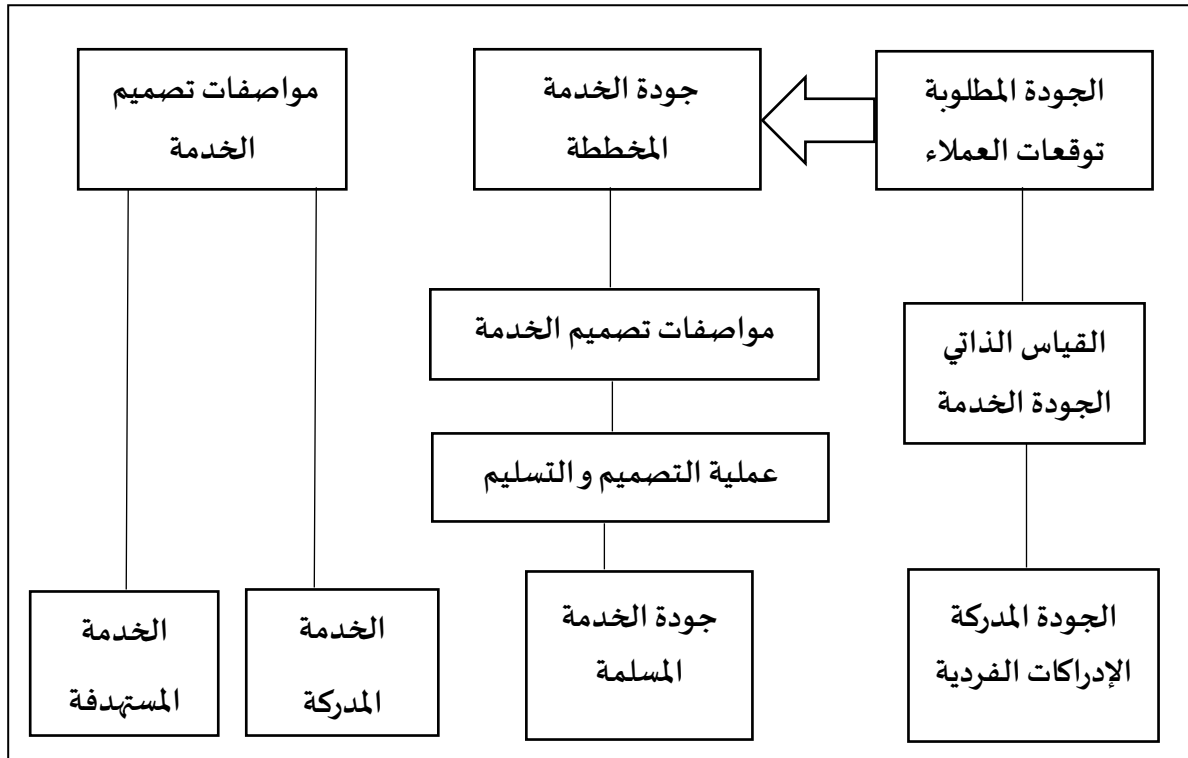 الجودة المطلوبة
توقعات العملاء
جودة الخدمة
المخططة
مواصفات تصميم
الخدمة
القياس الذاتي
الجودة الخدمة
مواصفات تصميم الخدمة
عملية التصميم و التسليم
الجودة المدركة
الإدراكات الفردية
جودة الخدمة
المسلمة
الخدمة
المدركة
الخدمة
المستهدفة